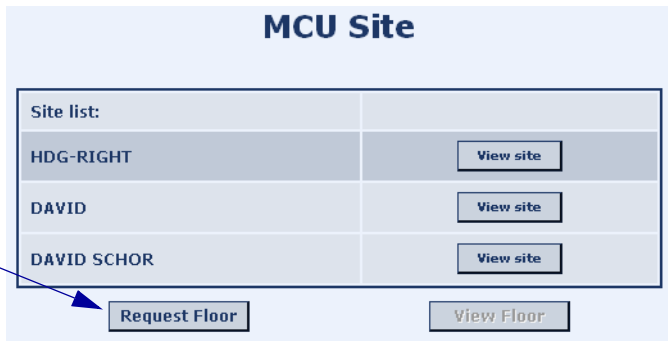 MCU Site
Site list:
HDG-RIGHT View site
DAVID View site
DAVID SCHOR View site
Request Floor View Floor